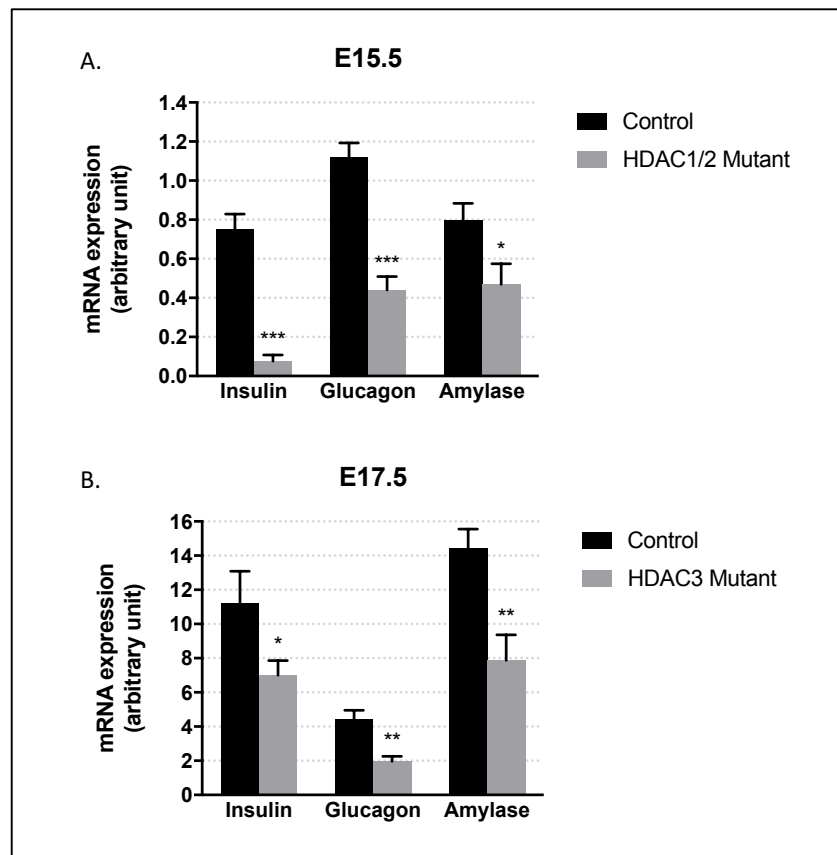 A.
E15.5
1.4
1.2
1.0
0.8
0.6
0.4
0.2
0.0
mRNA expression
(arbitrary unit)
***
***
*
Insulin
Glucagon
Amylase
Control
HDAC1/2 Mutant
B.
E17.5
16
14
12
10
8
6
4
2
0
mRNA expression
(arbitrary unit)
*
**
**
Insulin
Glucagon
Amylase
Control
HDAC3 Mutant